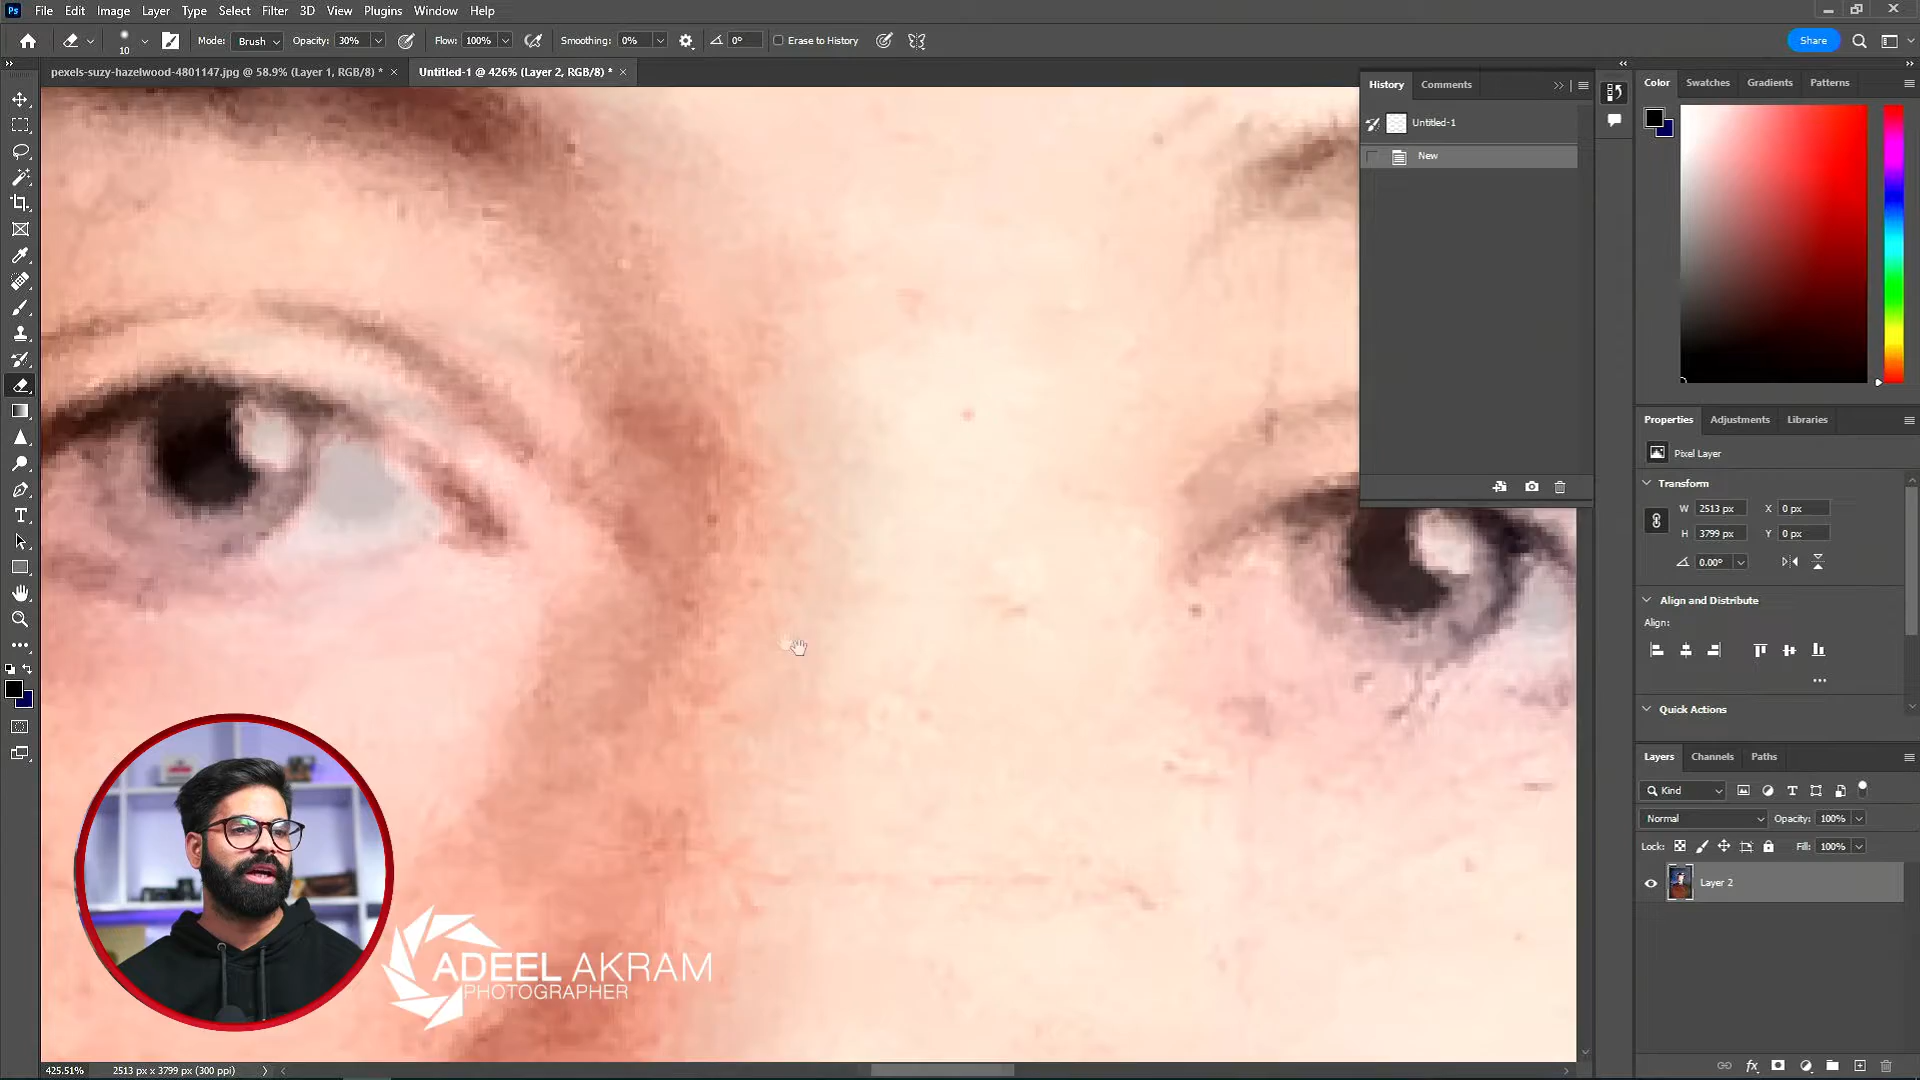 Ps File Edit Image Layer Type Select Filter 3D View Plugins Window Help
10 Mode: Brush Opacity: 30% Flow: 100% Smoothing: 0% 0° Erase to History Share
pexels-suzy-hazelwood-4801147.jpg @ 58.9% (Layer 1, RGB/8) * × Untitled-1 @ 426% (Layer 2, RGB/8) * ×
History Comments
Untitled-1
New
Color Swatches Gradients Patterns
Properties Adjustments Libraries
Pixel Layer
Transform
W 2513 px X 0 px
H 3799 px Y 0 px
0.00°
Align and Distribute
Align:
Quick Actions
Layers Channels Paths
Kind
Normal Opacity: 100%
Lock: Fill: 100%
Layer 2
ADEEL AKRAM
PHOTOGRAPHER
425.51% 2513 px x 3799 px (300 ppi)